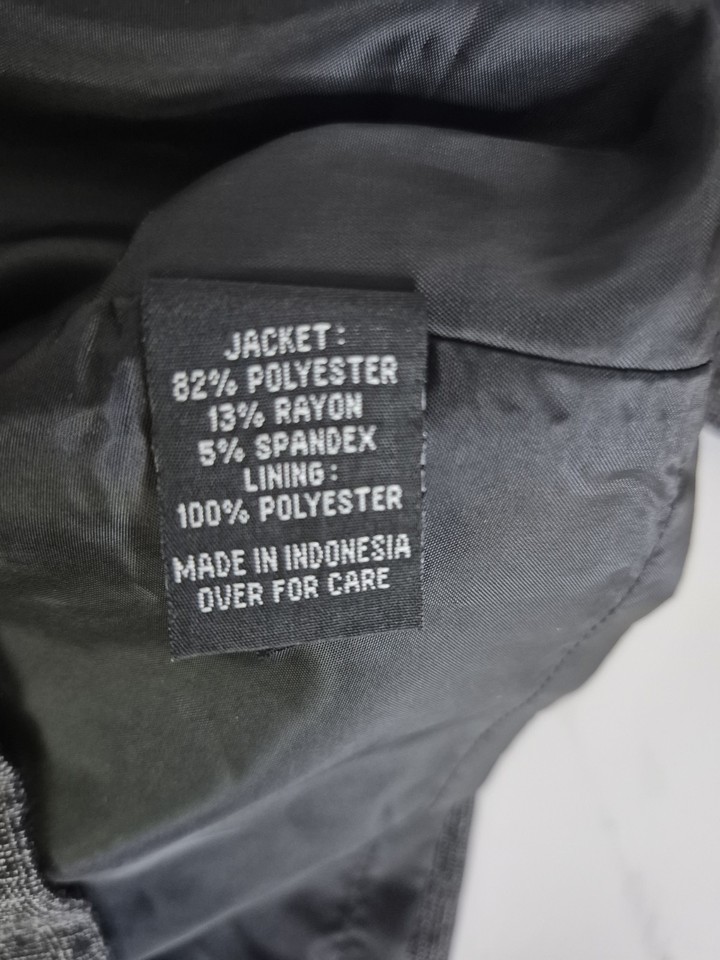 JACKET:
82% POLYESTER
13% RAYON
5% SPANDEX
LINING:
100% POLYESTER
MADE IN INDONESIA
OVER FOR CARE